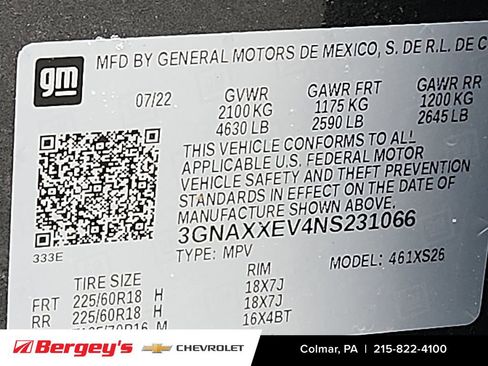 gm
MFD BY GENERAL MOTORS DE MEXICO, S. DE R.L. DE C
07/22 GVWR GAWR FRT GAWR RR
2100 KG 1175 KG 1200 KG
4630 LB 2590 LB 2645 LB
THIS VEHICLE CONFORMS TO ALL
APPLICABLE U.S. FEDERAL MOTOR
VEHICLE SAFETY AND THEFT PREVENTION
STANDARDS IN EFFECT ON THE DATE OF
MANUFACTURE SHOWN ABOVE.
3GNAXXEV4NS231066
333E TYPE: MPV MODEL: 461XS26
TIRE SIZE RIM
FRT 225/60R18 H 18X7J
RR 225/60R18 H 18X7J
M 16X4BT
Bergey's CHEVROLET Colmar, PA | 215-822-4100